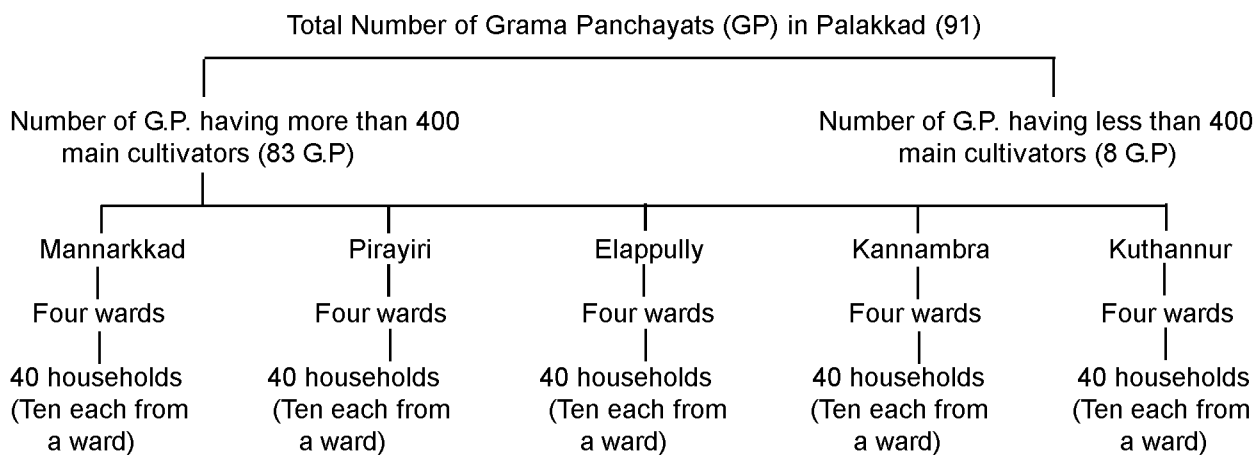 Total Number of Grama Panchayats (GP) in Palakkad (91)
Number of G.P. having more than 400
main cultivators (83 G.P)
Number of G.P. having less than 400
main cultivators (8 G.P)
Mannarkkad
Pirayiri
Elappully
Kannambra
Kuthannur
Four wards
Four wards
Four wards
Four wards
Four wards
40 households
(Ten each from
a ward)
40 households
(Ten each from
a ward)
40 households
(Ten each from
a ward)
40 households
(Ten each from
a ward)
40 households
(Ten each from
a ward)